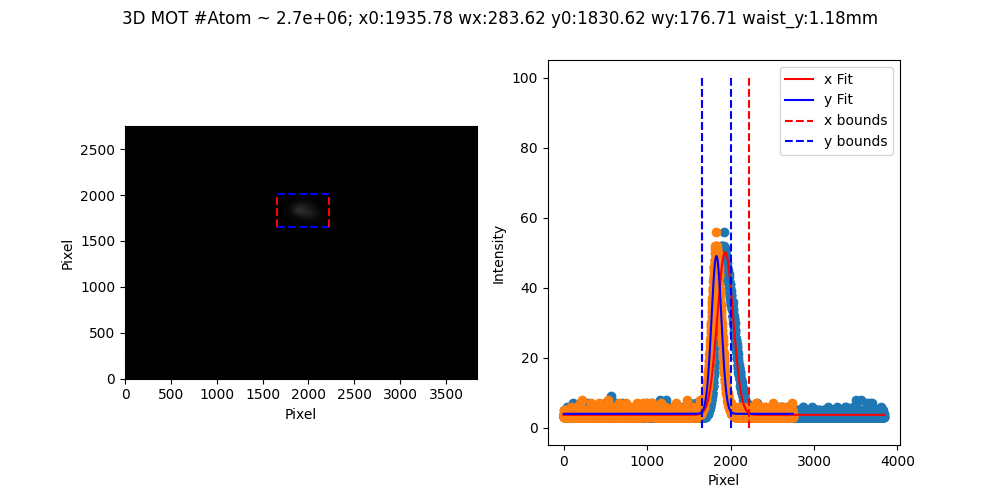 3D MOT #Atom ~ 2.7e+06; x0:1935.78 wx:283.62 y0:1830.62 wy:176.71 waist_y:1.18mm
2500
2000
1500
1000
500
0
Pixel
0 500 1000 1500 2000 2500 3000 3500
Pixel
100
80
60
40
20
0
Intensity
x Fit
y Fit
x bounds
y bounds
0 1000 2000 3000 4000
Pixel